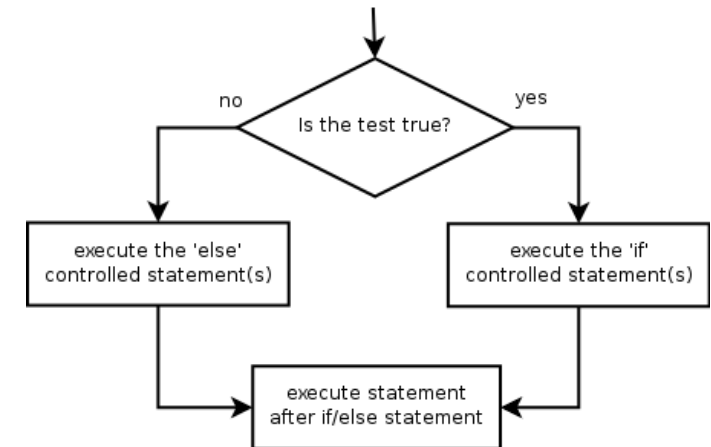 no
yes
Is the test true?
execute the 'else'
controlled statement(s)
execute the 'if'
controlled statement(s)
execute statement
after if/else statement